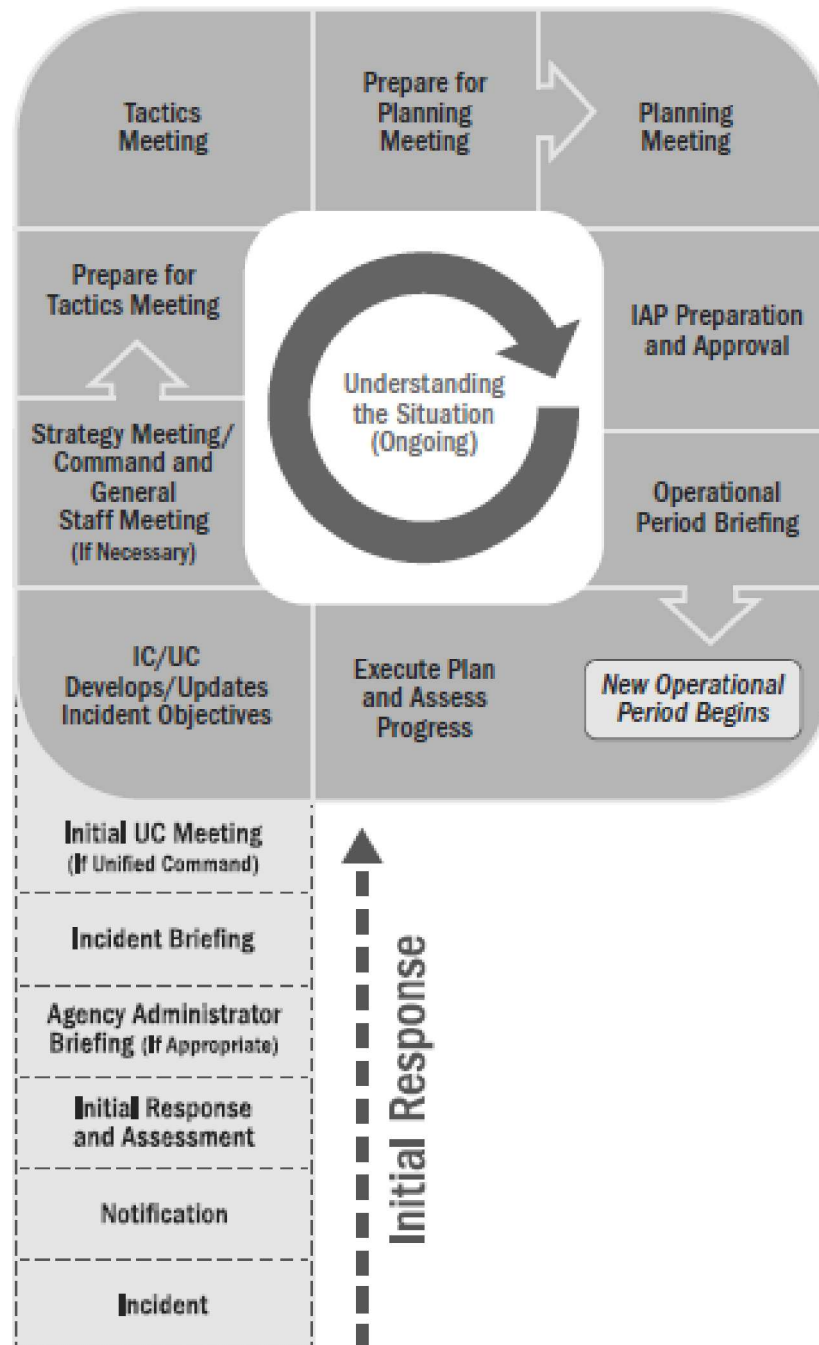 Tactics
Meeting
Prepare for
Planning
Meeting
Planning
Meeting
Prepare for
Tactics Meeting
Understanding
the Situation
(Ongoing)
IAP Preparation
and Approval
Strategy Meeting/
Command and
General
Staff Meeting
(If Necessary)
Operational
Period Briefing
IC/UC
Develops/Updates
Incident Objectives
Execute Plan
and Assess
Progress
New Operational
Period Begins
Initial UC Meeting
(If Unified Command)
Incident Briefing
Agency Administrator
Briefing (If Appropriate)
Initial Response
and Assessment
Notification
Incident
Initial Response